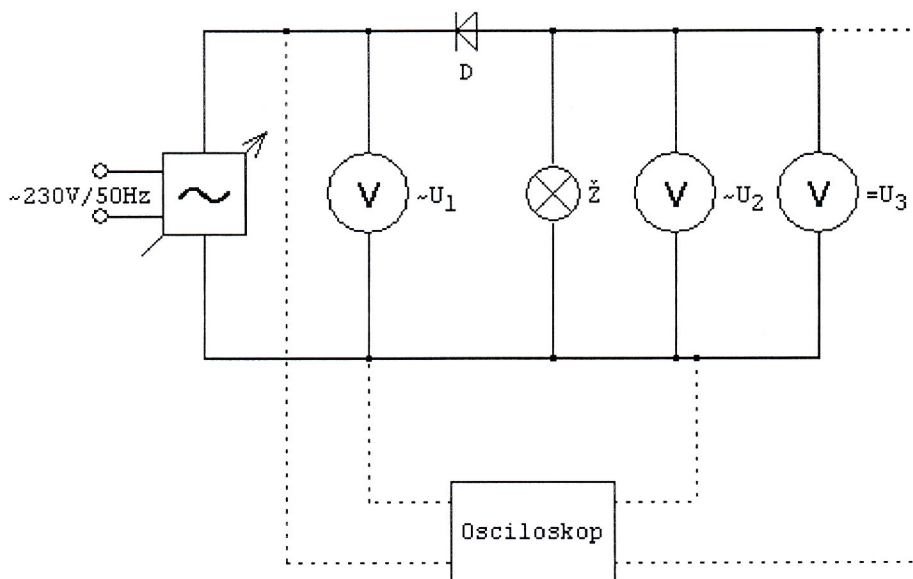 D
~230V/50Hz
V ~U1
Ž
V ~U2
V =U3
Osciloskop